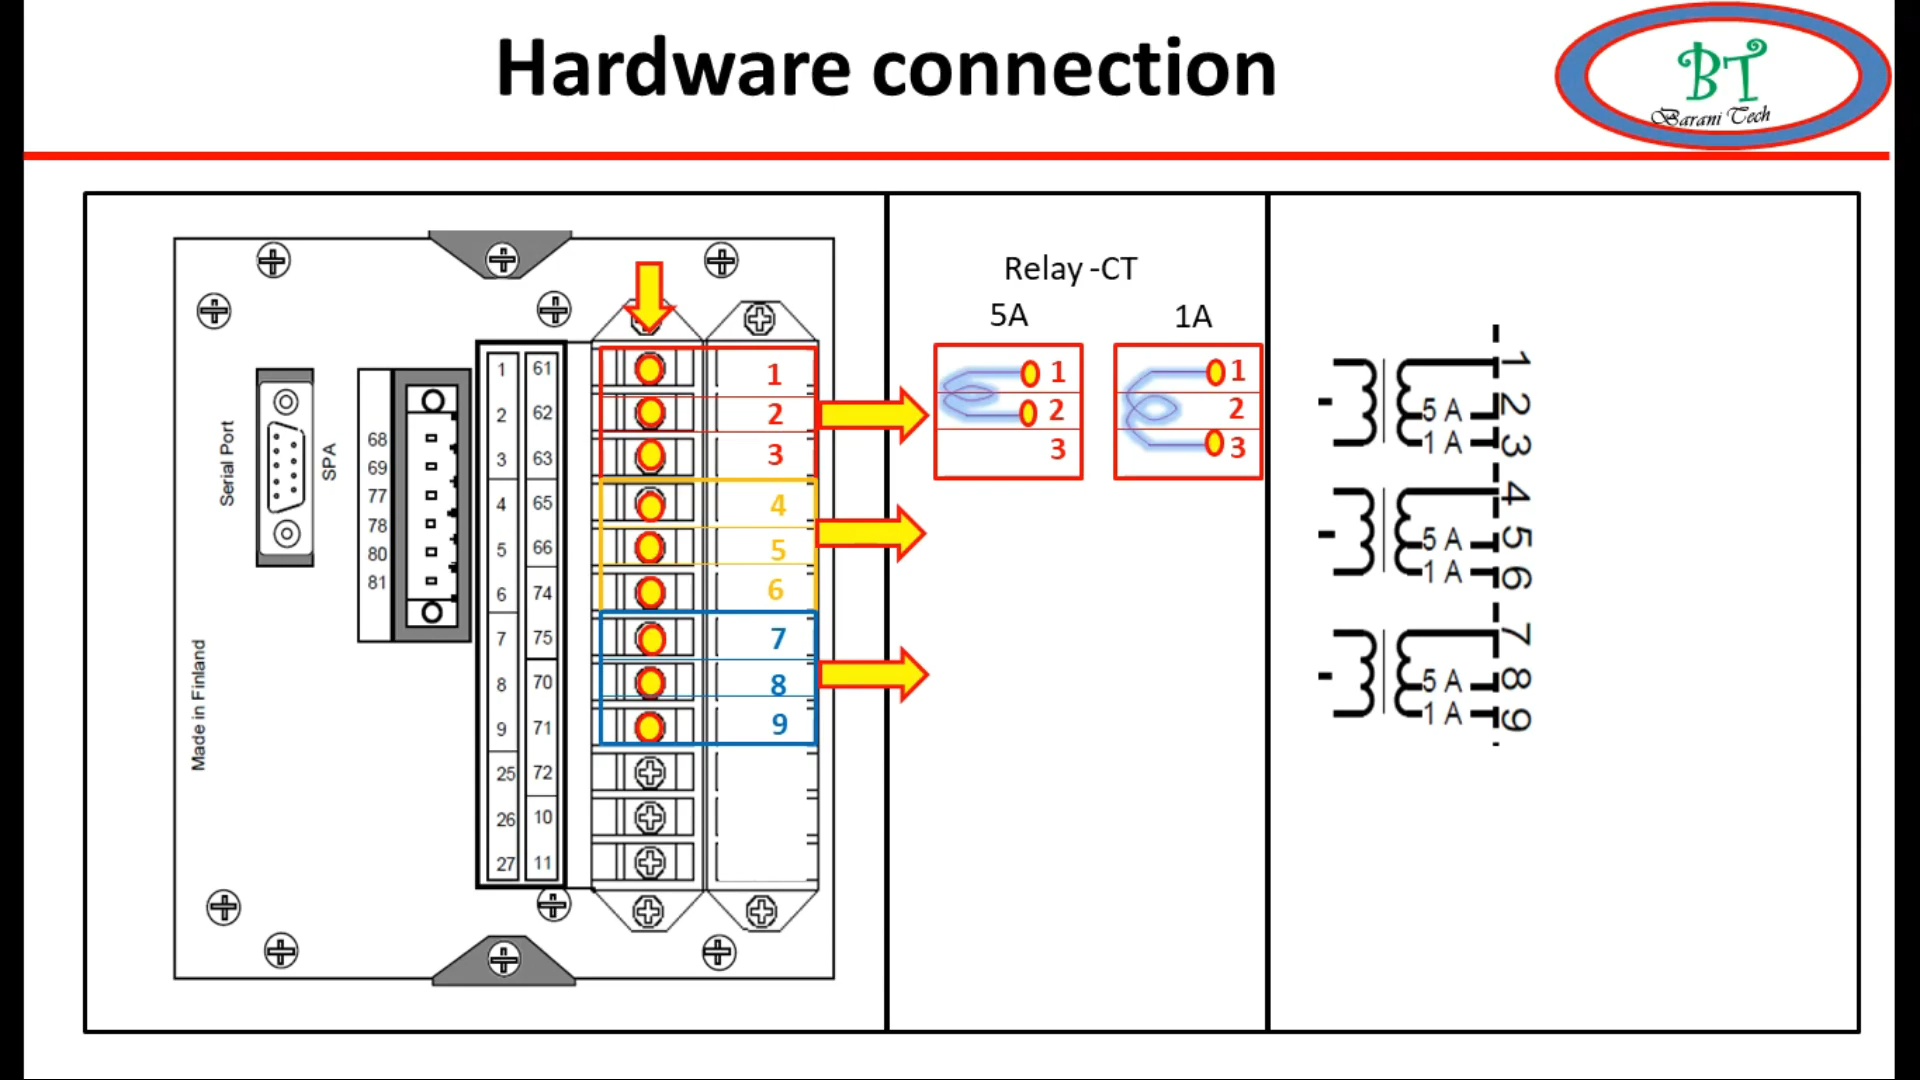 Hardware connection
BT
Barani Tech
Serial Port
SPA
Made in Finland
68
69
77
78
80
81
1 61
2 62
3 63
4 65
5 66
6 74
7 75
8 70
9 71
25 72
26 10
27 11
1
2
3
4
5
6
7
8
9
Relay -CT
5A
1A
1
2
3
1
2
3
1
5 A 2
1 A 3
4
5 A 5
1 A 6
7
5 A 8
1 A 9